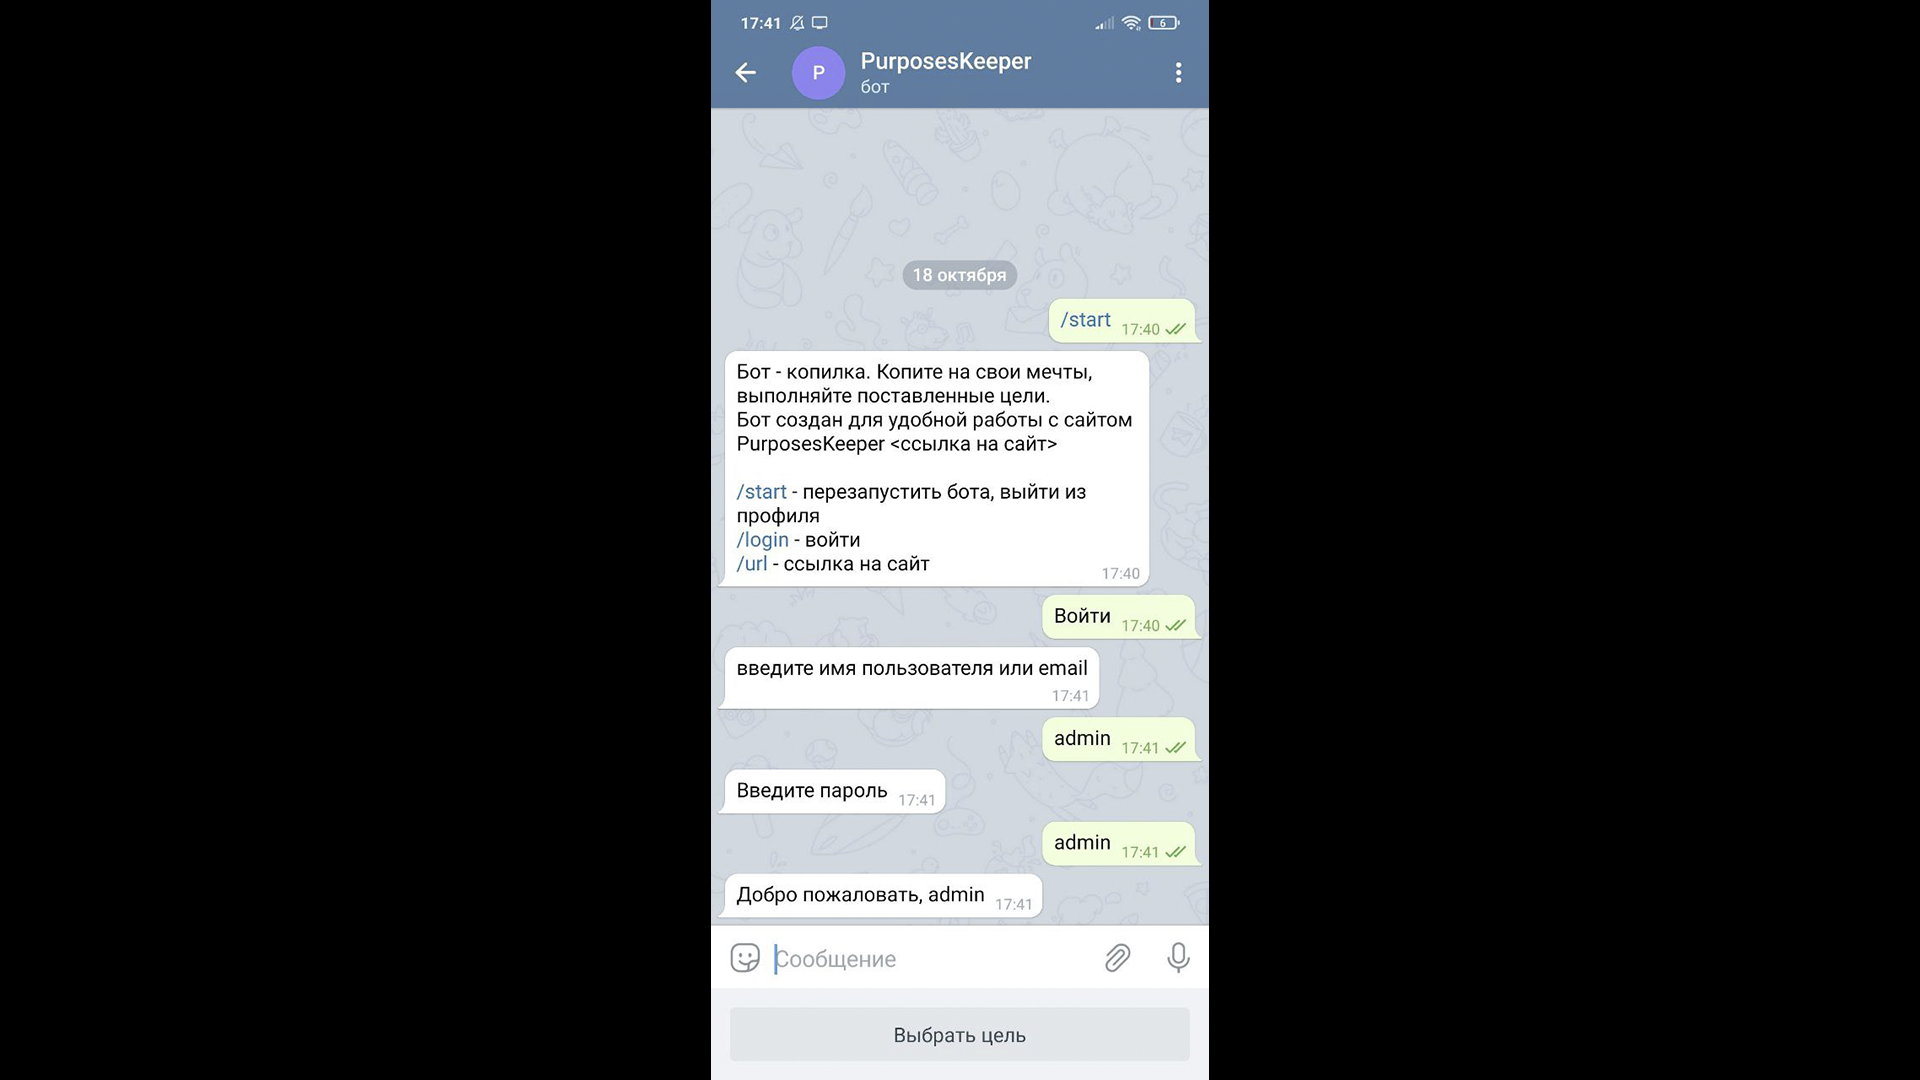 17:41
6
P
PurposesKeeper
бот
18 октября
/start 17:40
Бот - копилка. Копите на свои мечты,
выполняйте поставленные цели.
Бот создан для удобной работы с сайтом
PurposesKeeper <ссылка на сайт>
/start - перезапустить бота, выйти из
профиля
/login - войти
/url - ссылка на сайт
17:40
Войти 17:40
введите имя пользователя или email
17:41
admin 17:41
Введите пароль 17:41
admin 17:41
Добро пожаловать, admin 17:41
Сообщение
Выбрать цель